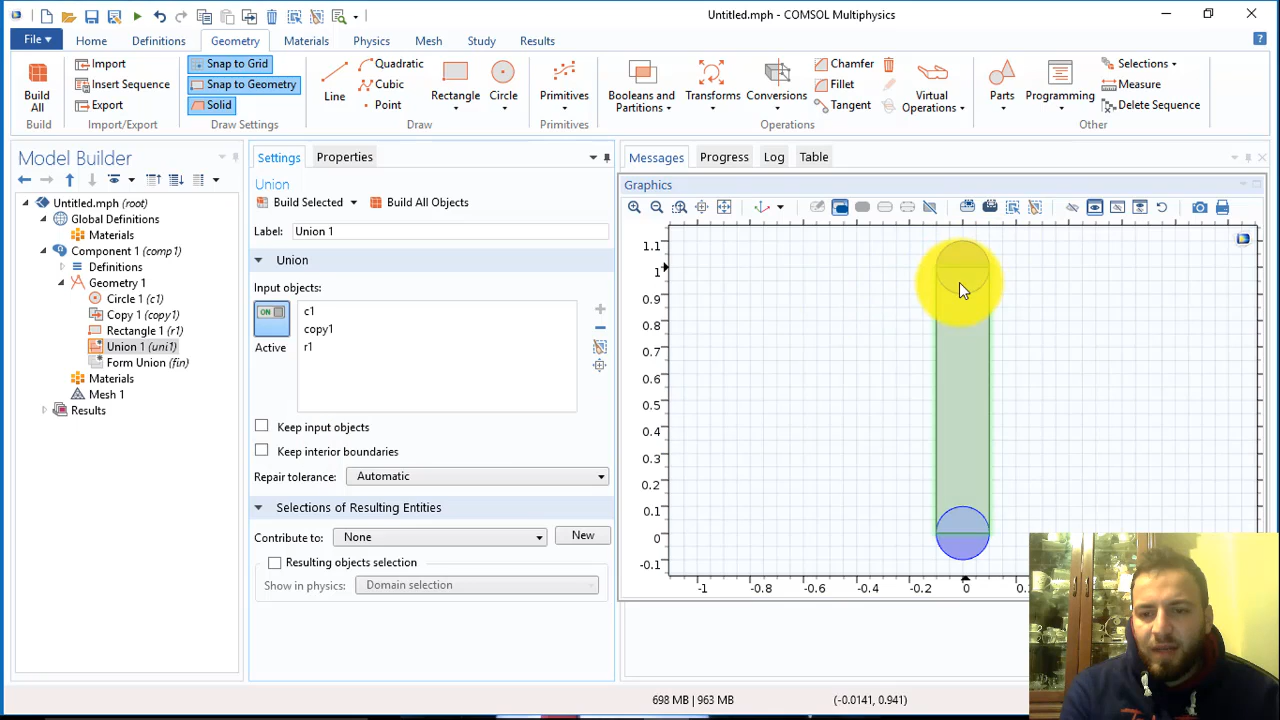 Untitled.mph - COMSOL Multiphysics
File Home Definitions Geometry Materials Physics Mesh Study Results
Build All
Build
Import
Insert Sequence
Export
Import/Export
Snap to Grid
Snap to Geometry
Solid
Draw Settings
Line
Quadratic
Cubic
Point
Rectangle
Circle
Draw
Primitives
Primitives
Booleans and Partitions
Transforms
Conversions
Chamfer
Fillet
Tangent
Virtual Operations
Operations
Parts
Programming
Selections
Measure
Delete Sequence
Other
Model Builder
Untitled.mph (root)
Global Definitions
Materials
Component 1 (comp1)
Definitions
Geometry 1
Circle 1 (c1)
Copy 1 (copy1)
Rectangle 1 (r1)
Union 1 (uni1)
Form Union (fin)
Materials
Mesh 1
Results
Settings Properties
Union
Build Selected Build All Objects
Label: Union 1
Union
Input objects:
ON
Active
c1
copy1
r1
Keep input objects
Keep interior boundaries
Repair tolerance: Automatic
Selections of Resulting Entities
Contribute to: None New
Resulting objects selection
Show in physics: Domain selection
Messages Progress Log Table
Graphics
1.1
1
0.9
0.8
0.7
0.6
0.5
0.4
0.3
0.2
0.1
0
-0.1
-1 -0.8 -0.6 -0.4 -0.2 0
698 MB | 963 MB
(-0.0141, 0.941)